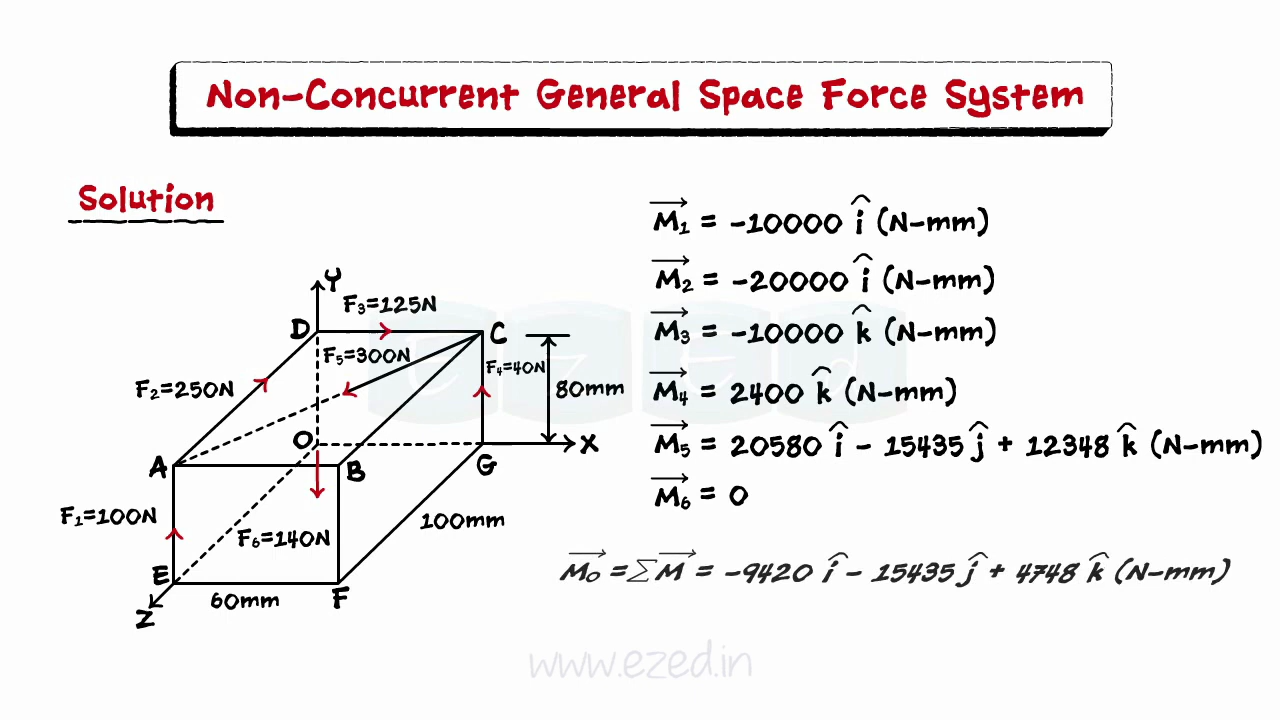 Non-Concurrent General Space Force System
Solution
Y
F₃=125N
D
C
F₅=300N
F₄=40N
F₂=250N
80mm
O
X
A
B
G
F₁=100N
F₆=140N
100mm
E
60mm
F
Z
M₁ = -10000 î (N-mm)
M₂ = -20000 î (N-mm)
M₃ = -10000 k̂ (N-mm)
M₄ = 2400 k̂ (N-mm)
M₅ = 20580 î - 15435 ĵ + 12348 k̂ (N-mm)
M₆ = 0
M₀ = ∑ M = -9420 î - 15435 ĵ + 4748 k̂ (N-mm)
ezed
www.ezed.in